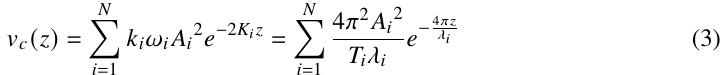 $v_c(z) = \sum_{i=1}^{N} k_i \omega_i {A_i}^2 e^{-2K_i z} = \sum_{i=1}^{N} \frac{4\pi^2 {A_i}^2}{T_i \lambda_i} e^{-\frac{4\pi z}{\lambda_i}}$ (3)